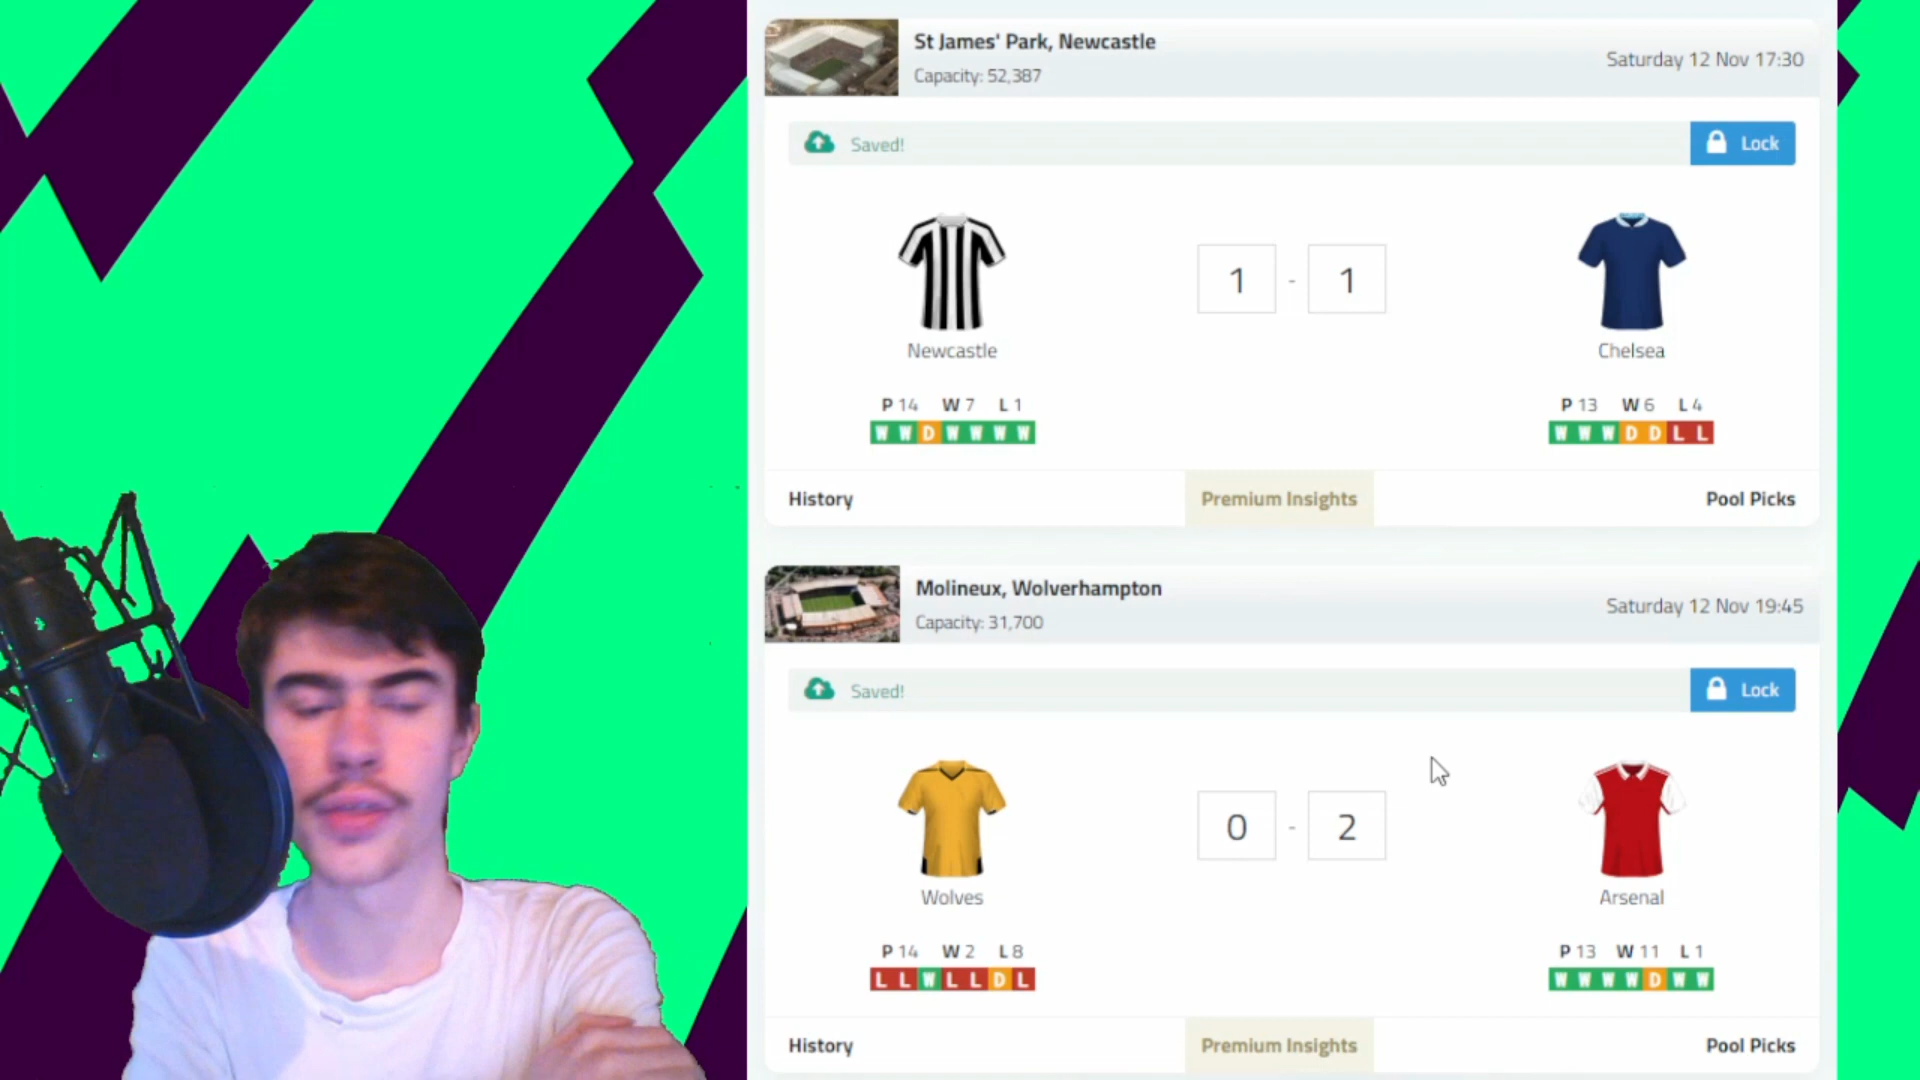 St James' Park, Newcastle
Capacity: 52,387
Saturday 12 Nov 17:30
Saved!
Lock
1 - 1
Newcastle
Chelsea
P 14 W 7 L 1
P 13 W 6 L 4
W W D W W W W
W W W D D L L
History
Premium Insights
Pool Picks
Molineux, Wolverhampton
Capacity: 31,700
Saturday 12 Nov 19:45
Saved!
Lock
0 - 2
Wolves
Arsenal
P 14 W 2 L 8
P 13 W 11 L 1
L L W L L D L
W W W W D W W
History
Premium Insights
Pool Picks